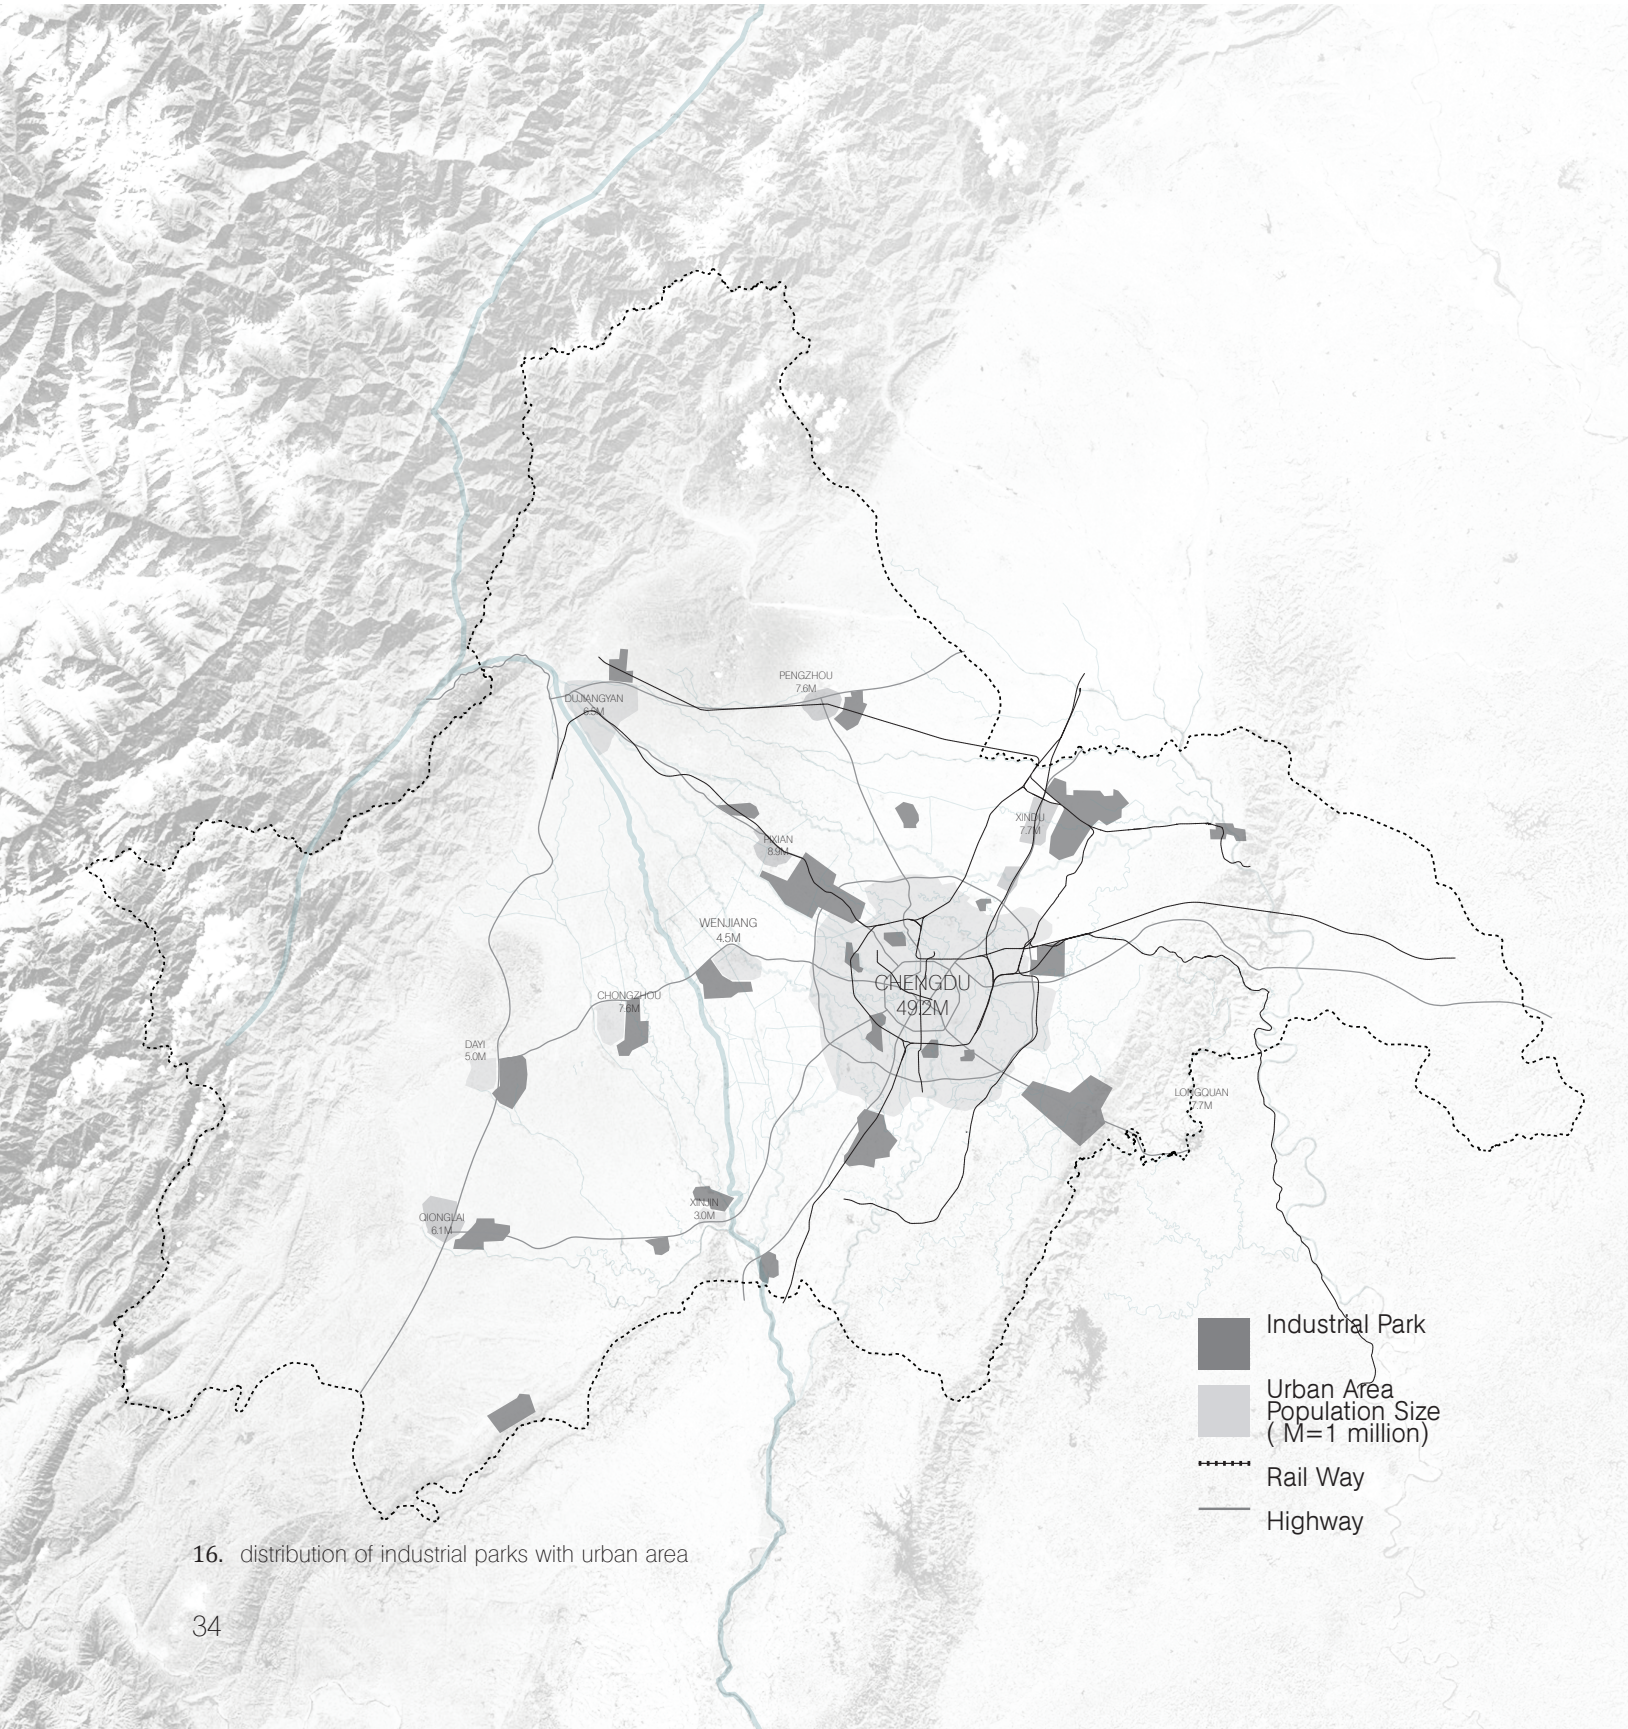 PENGZHOU
7.6M
DUJIANGYAN
XINDU
7.7M
PIXIAN
8.9M
WENJIANG
4.5M
CHENGDU
49.2M
CHONGZHOU
7.6M
DAYI
5.0M
LONGQUAN
7.7M
XINJIN
3.0M
QIONGLAI
6.1M
Industrial Park
Urban Area
Population Size
( M=1 million)
Rail Way
Highway
16. distribution of industrial parks with urban area
34